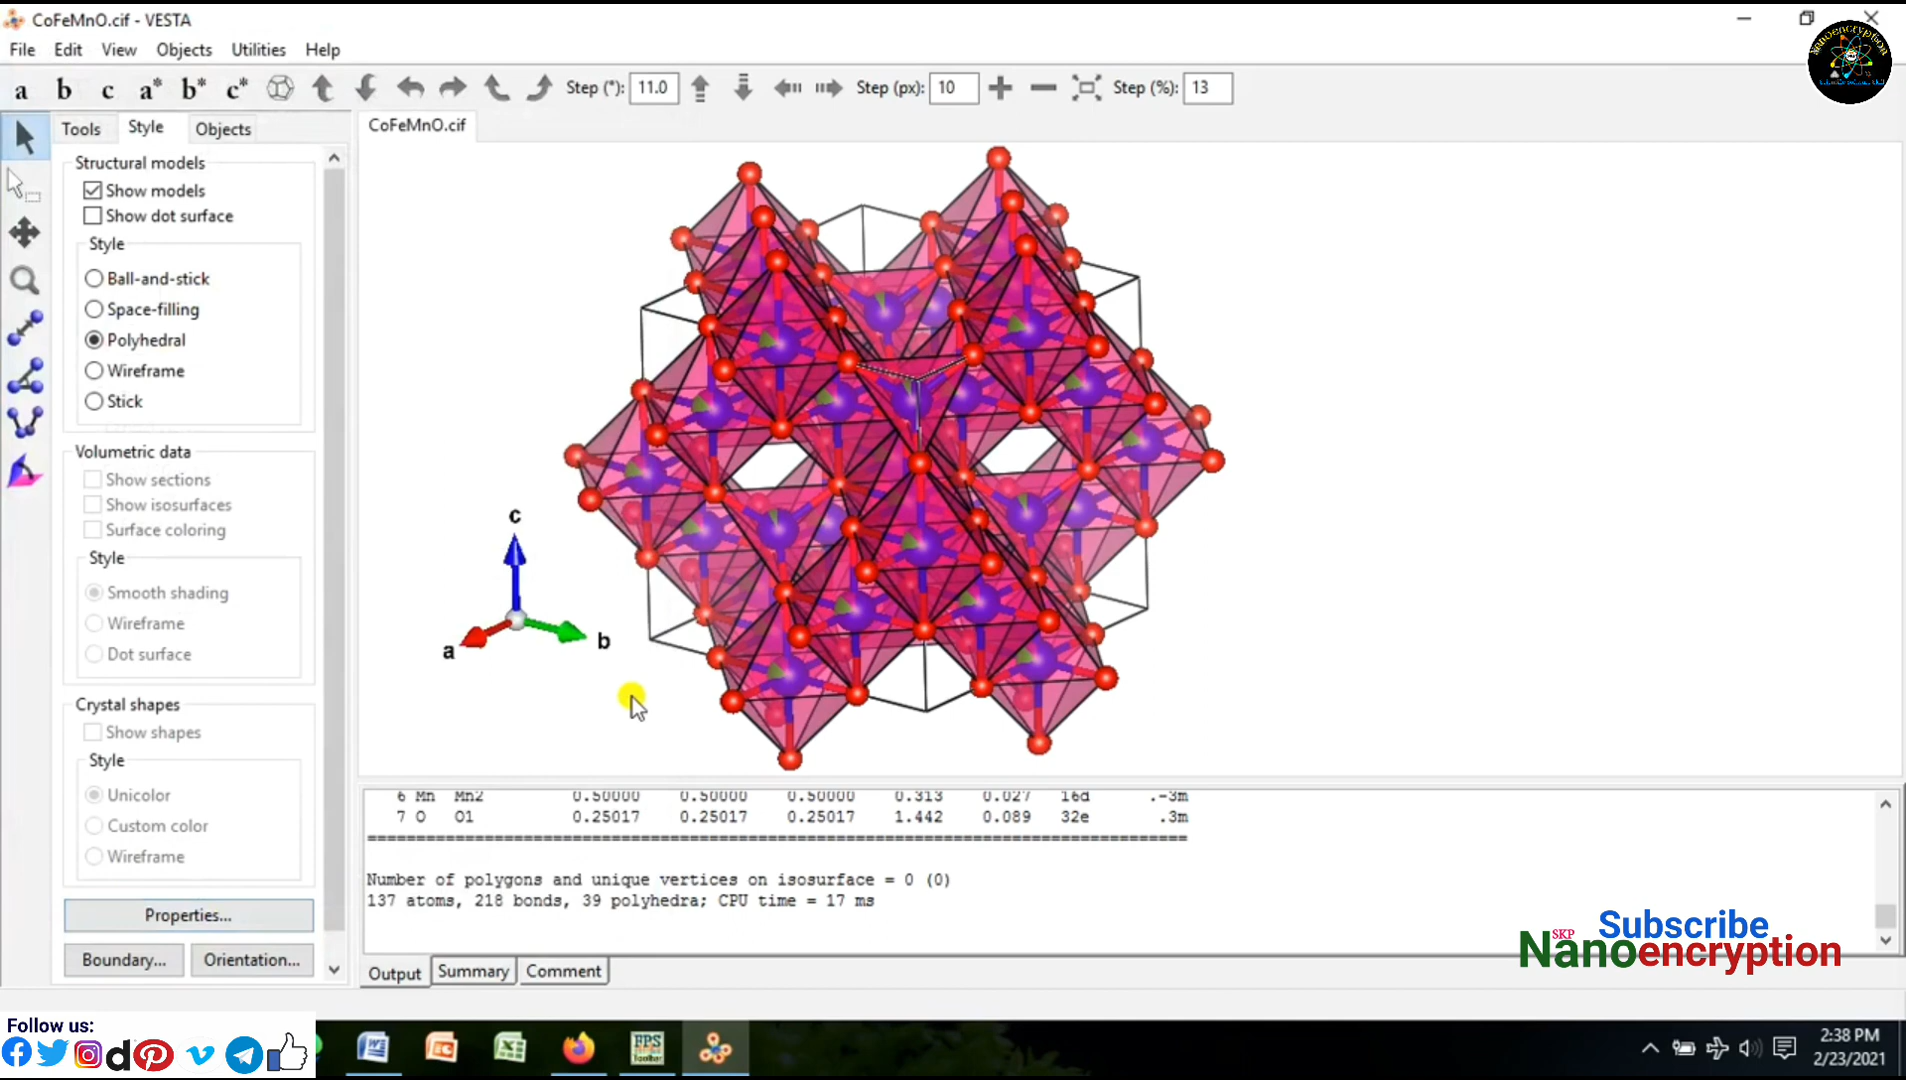 CoFeMnO.cif - VESTA
File Edit View Objects Utilities Help
a b c a* b* c* Step (°): 11.0 Step (px): 10 Step (%): 13
Tools Style Objects
CoFeMnO.cif
Structural models
Show models
Show dot surface
Style
Ball-and-stick
Space-filling
Polyhedral
Wireframe
Stick
Volumetric data
Show sections
Show isosurfaces
Surface coloring
Style
Smooth shading
Wireframe
Dot surface
Crystal shapes
Show shapes
Style
Unicolor
Custom color
Wireframe
Properties...
Boundary... Orientation...
c
a
b
6 Mn Mn2 0.50000 0.50000 0.50000 0.313 0.027 16d .-3m
7 O O1 0.25017 0.25017 0.25017 1.442 0.089 32e .3m
Number of polygons and unique vertices on isosurface = 0 (0)
137 atoms, 218 bonds, 39 polyhedra; CPU time = 17 ms
Output Summary Comment
Subscribe
SKP
Nanoencryption
Follow us:
FPS
2:38 PM
2/23/2021